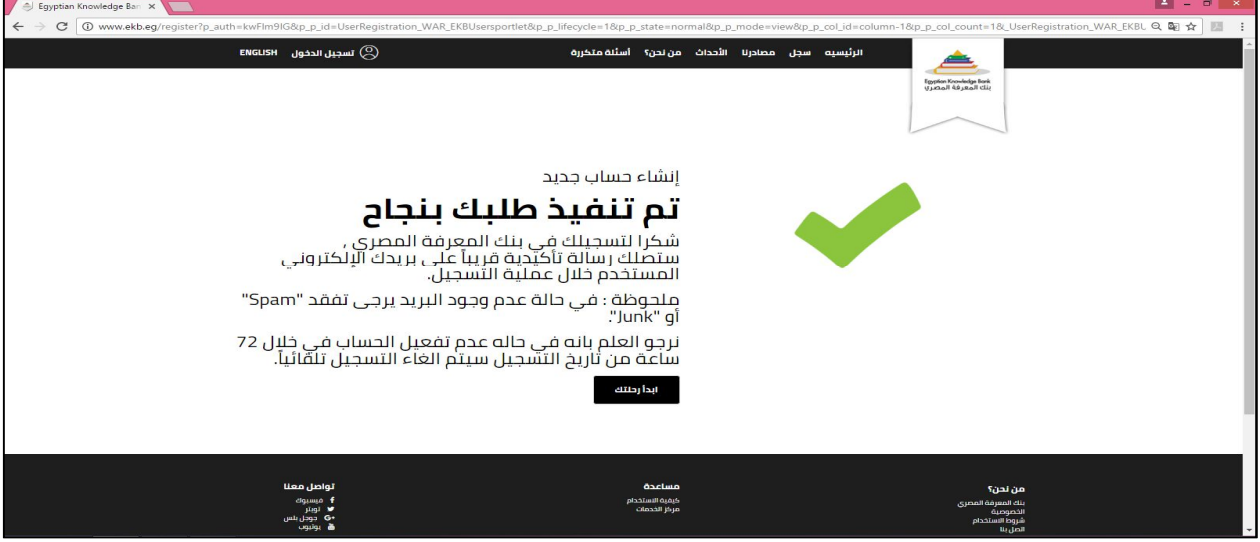 Egyptian Knowledge Ban
www.ekb.eg/register?p_auth=kwFlm9IG&p_p_id=UserRegistration_WAR_EKBUsersportlet&p_p_lifecycle=1&p_p_state=normal&p_p_mode=view&p_p_col_id=column-1&p_p_col_count=1&_UserRegistration_WAR_EKBU
الرئيسيه سجل مصادرنا الأحداث من نحن؟ أسئلة متكررة تسجيل الدخول ENGLISH
Egyptian Knowledge Bank
بنك المعرفة المصري
إنشاء حساب جديد
تم تنفيذ طلبك بنجاح
شكرا لتسجيلك في بنك المعرفة المصري ,
ستصلك رسالة تأكيدية قريباً على بريدك الإلكتروني
المستخدم خلال عملية التسجيل.
ملحوظة : في حالة عدم وجود البريد يرجى تفقد "Spam"
أو "Junk".
نرجو العلم بانه في حاله عدم تفعيل الحساب في خلال 72
ساعة من تاريخ التسجيل سيتم الغاء التسجيل تلقائياً.
ابدأ رحلتك
من نحن؟
بنك المعرفة المصري
الخصوصية
شروط الاستخدام
اتصل بنا
مساعدة
كيفية الاستخدام
مركز الخدمات
تواصل معنا
فيسبوك
تويتر
جوجل بلس
يوتيوب